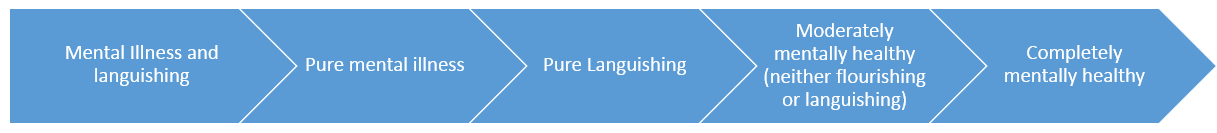 Mental Illness and
languishing
Pure mental illness
Pure Languishing
Moderately
mentally healthy
(neither flourishing
or languishing)
Completely
mentally healthy